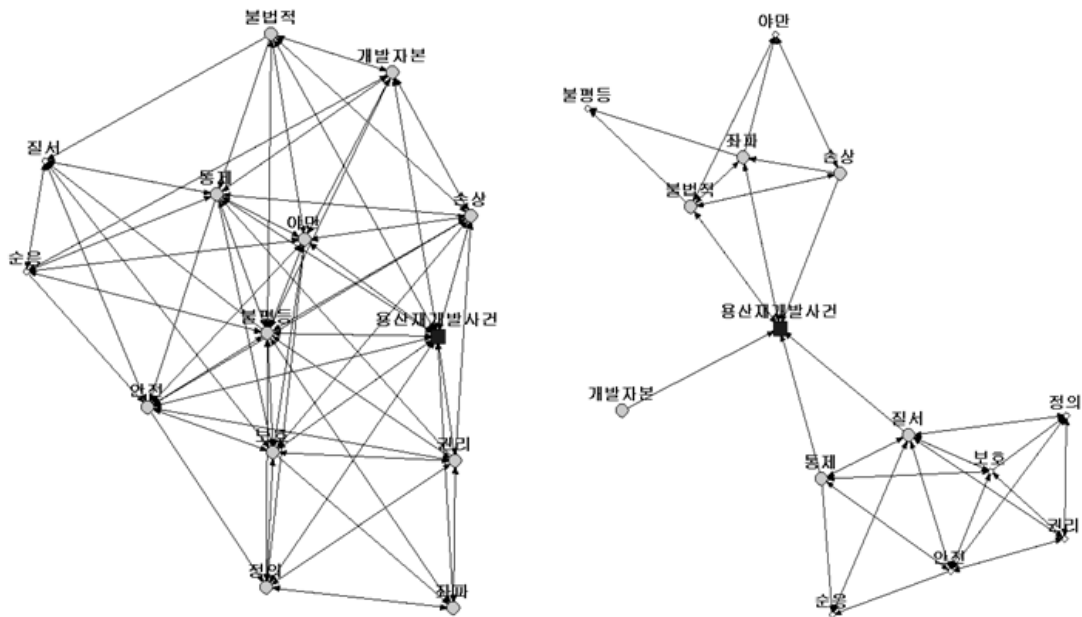 불법적
개발자본
질서
통제
손상
야만
순응
불평등
용산재개발사건
안전
보호
권리
정의
좌파
야만
불평등
좌파
손상
불법적
용산재개발사건
개발자본
정의
질서
보호
통제
권리
안전
순응